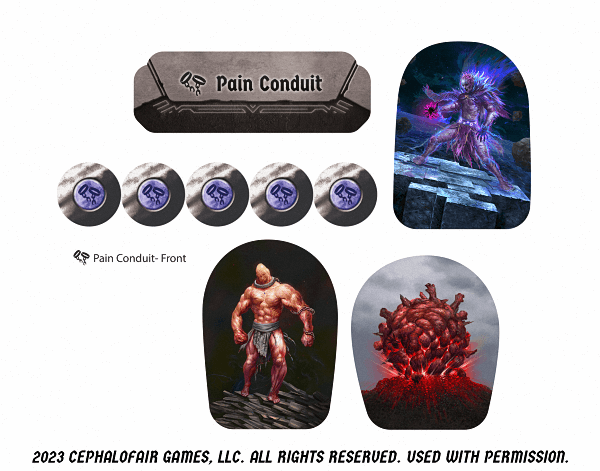 Pain Conduit
Pain Conduit- Front
2023 CEPHALOFAIR GAMES, LLC. ALL RIGHTS RESERVED. USED WITH PERMISSION.